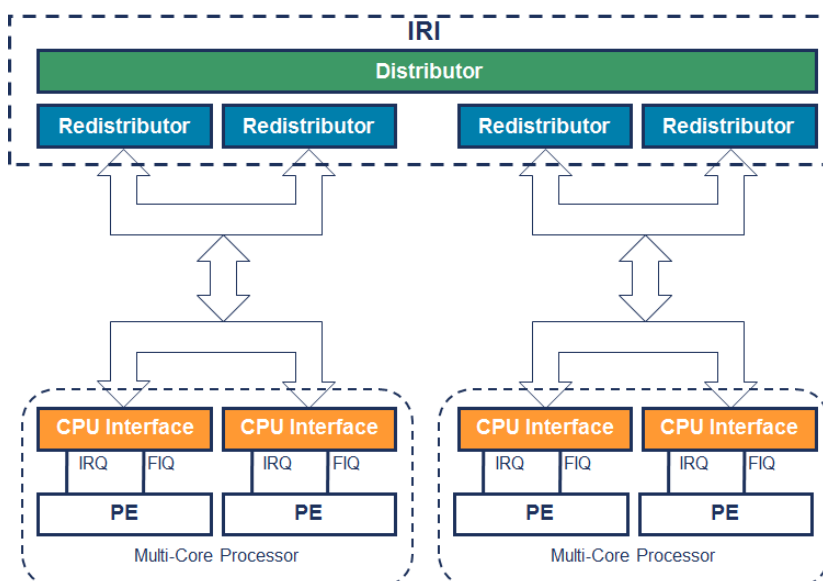 IRI
Distributor
Redistributor Redistributor Redistributor Redistributor
CPU Interface CPU Interface CPU Interface CPU Interface
IRQ FIQ IRQ FIQ IRQ FIQ IRQ FIQ
PE PE PE PE
Multi-Core Processor Multi-Core Processor